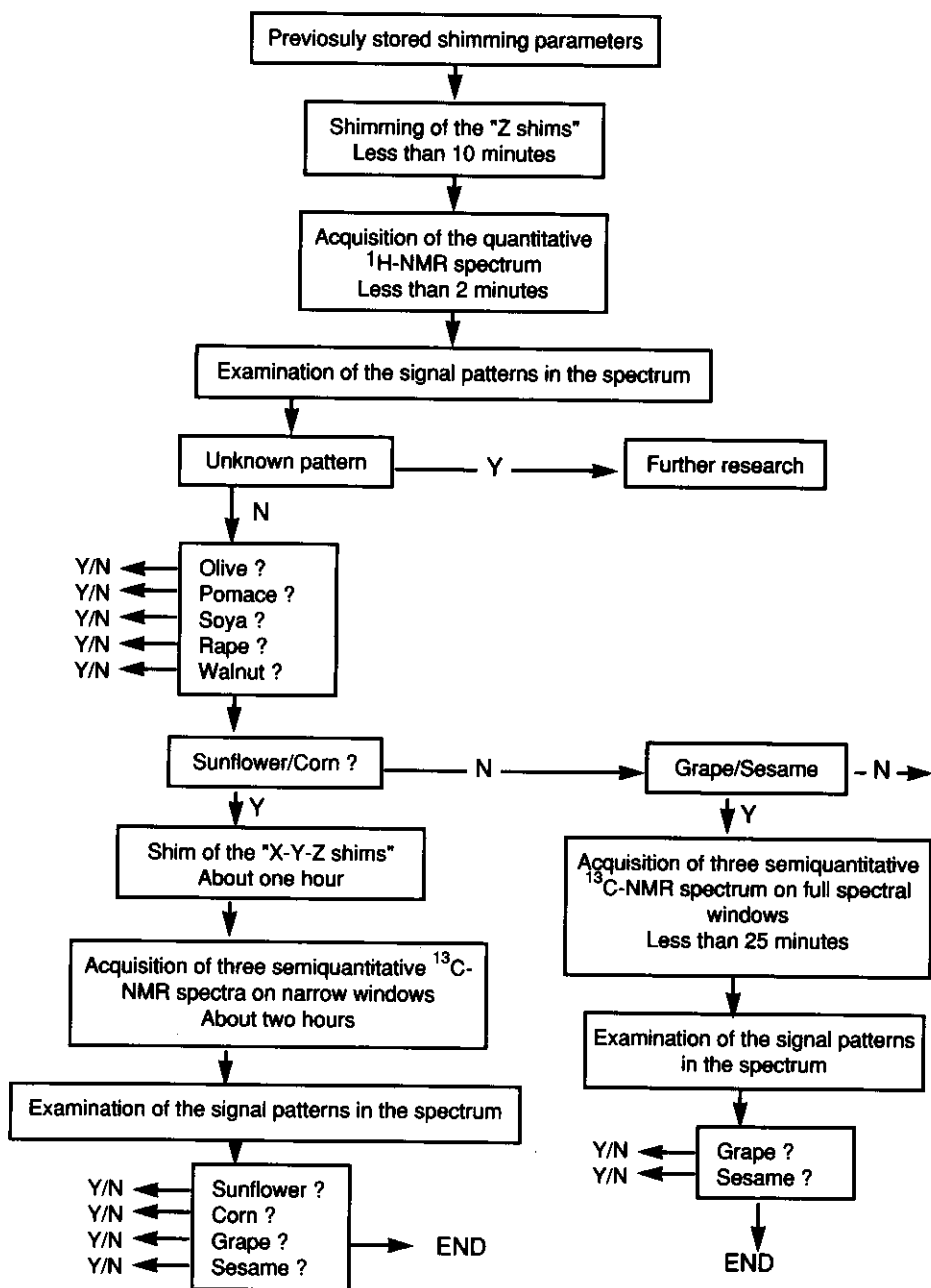 Previosuly stored shimming parameters
Shimming of the "Z shims"
Less than 10 minutes
Acquisition of the quantitative
¹H-NMR spectrum
Less than 2 minutes
Examination of the signal patterns in the spectrum
Unknown pattern
Y
Further research
N
Y/N
Olive ?
Y/N
Pomace ?
Y/N
Soya ?
Y/N
Rape ?
Y/N
Walnut ?
Sunflower/Corn ?
N
Grape/Sesame
N
Y
Shim of the "X-Y-Z shims"
About one hour
Acquisition of three semiquantitative ¹³C-
NMR spectra on narrow windows
About two hours
Examination of the signal patterns in the spectrum
Y/N
Sunflower ?
Y/N
Corn ?
Y/N
Grape ?
Y/N
Sesame ?
END
Y
Acquisition of three semiquantitative
¹³C-NMR spectrum on full spectral
windows
Less than 25 minutes
Examination of the signal patterns
in the spectrum
Y/N
Grape ?
Y/N
Sesame ?
END